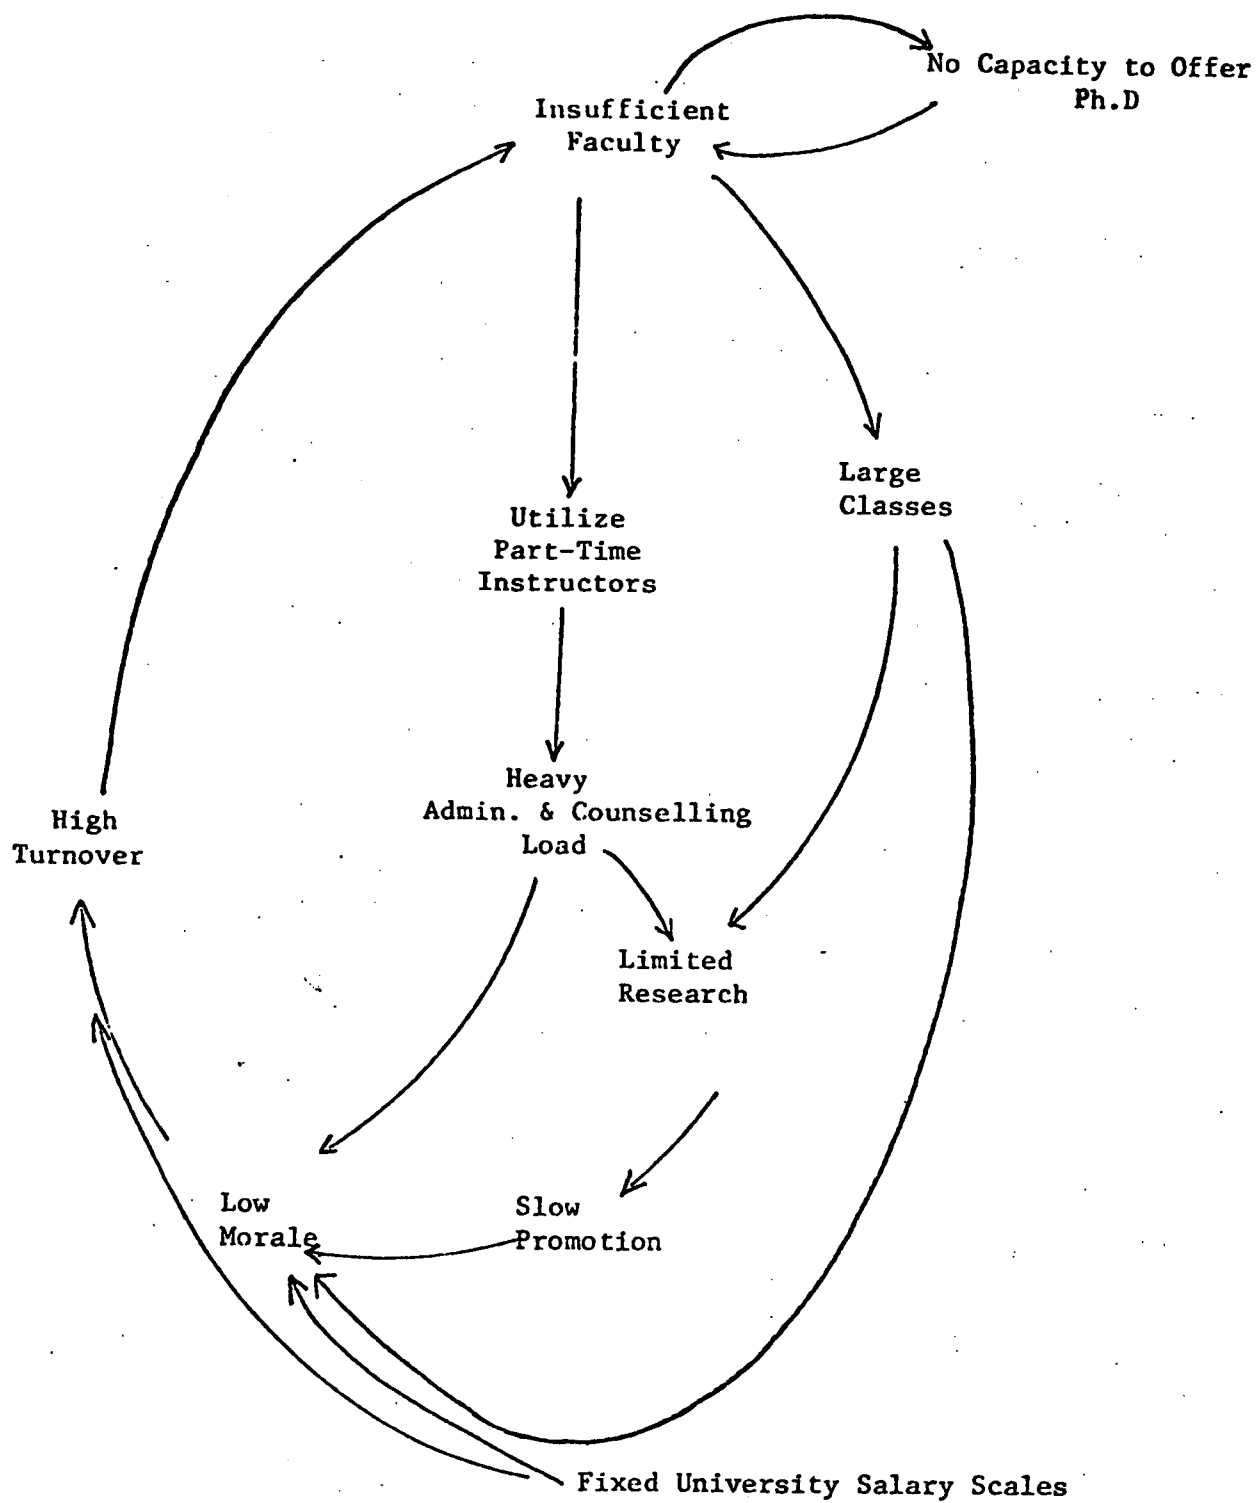 No Capacity to Offer
Ph.D
Insufficient
Faculty
Large
Classes
Utilize
Part-Time
Instructors
Heavy
Admin. & Counselling
Load
High
Turnover
Limited
Research
Low
Morale
Slow
Promotion
Fixed University Salary Scales